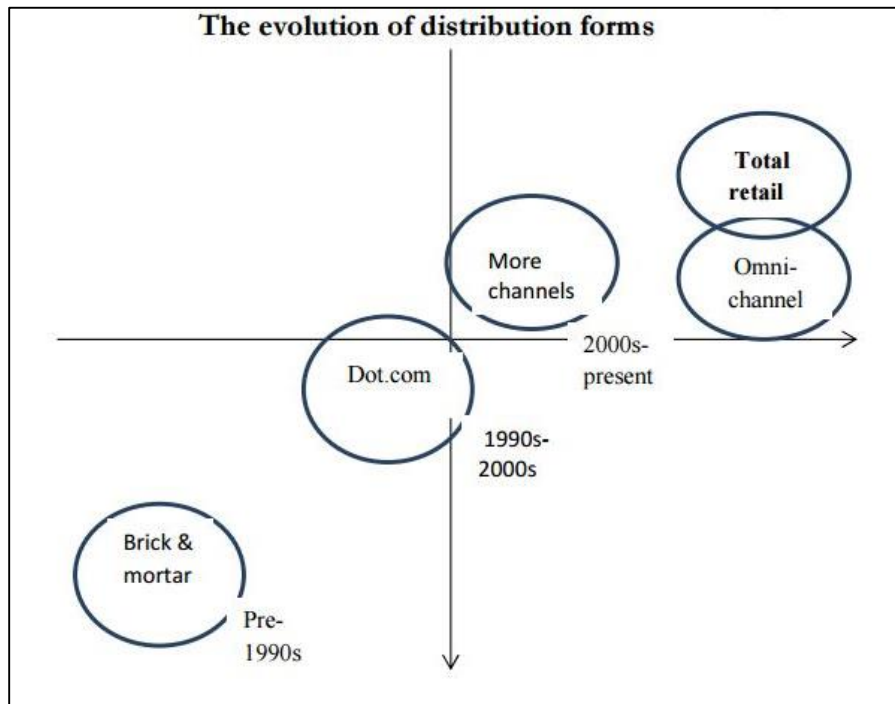 The evolution of distribution forms
Total
retail
More
channels
Omni-
channel
2000s-
present
Dot.com
1990s-
2000s
Brick &
mortar
Pre-
1990s